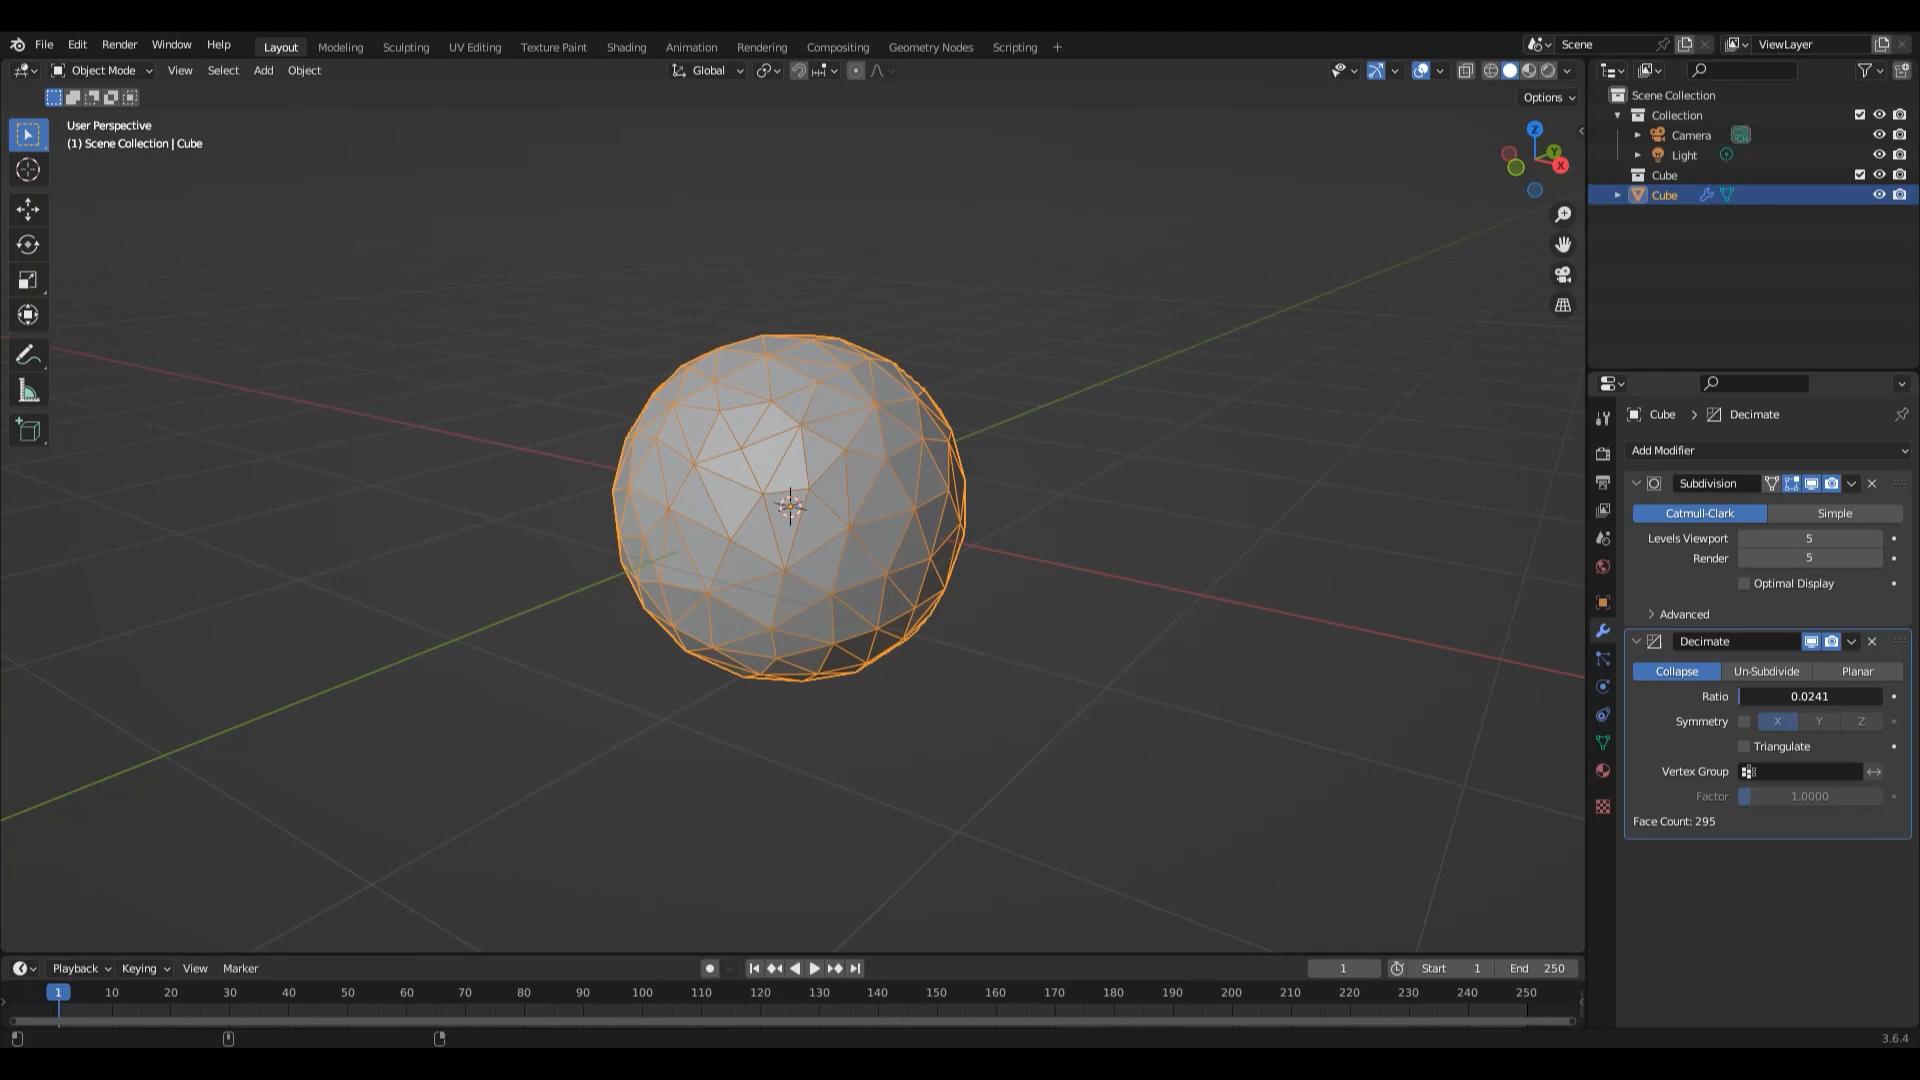 File Edit Render Window Help Layout Modeling Sculpting UV Editing Texture Paint Shading Animation Rendering Compositing Geometry Nodes Scripting + Scene ViewLayer
Object Mode View Select Add Object Global
Options
User Perspective
(1) Scene Collection | Cube
Z
Y
X
Scene Collection
Collection
Camera
Light
Cube
Cube
Cube > Decimate
Add Modifier
Subdivision
Catmull-Clark Simple
Levels Viewport 5
Render 5
Optimal Display
Advanced
Decimate
Collapse Un-Subdivide Planar
Ratio 0.0241
Symmetry X Y Z
Triangulate
Vertex Group
Factor 1.0000
Face Count: 295
Playback Keying View Marker 1 Start 1 End 250
1 10 20 30 40 50 60 70 80 90 100 110 120 130 140 150 160 170 180 190 200 210 220 230 240 250
3.6.4